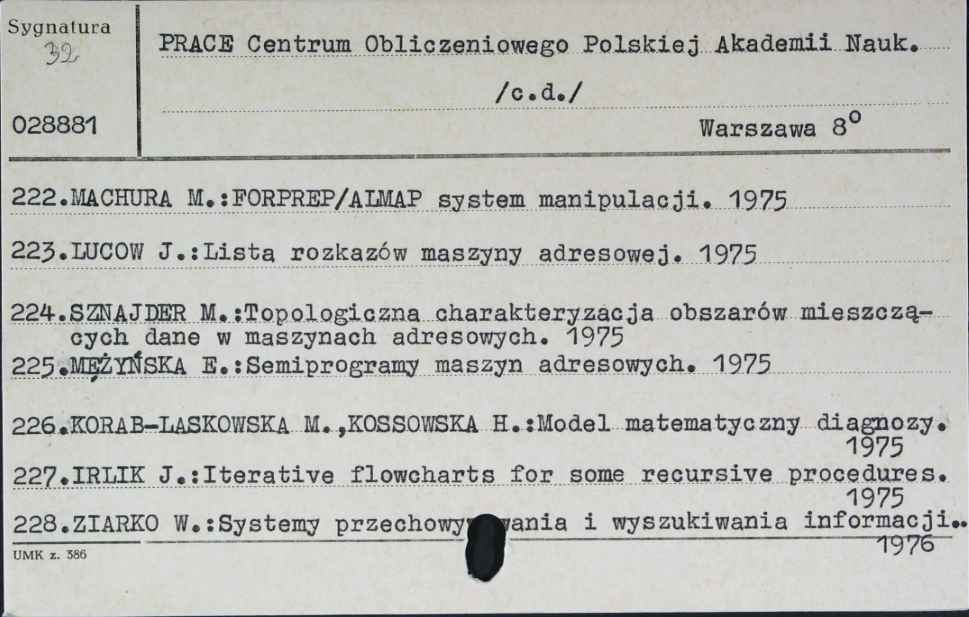 Sygnatura
32
PRACE Centrum Obliczeniowego Polskiej Akademii Nauk.
/c.d./
028881
Warszawa 8°
222.MACHURA M.:FORPREP/ALMAP system manipulacji. 1975
223.LUCOW J.:Lista rozkazów maszyny adresowej. 1975
224.SZNAJDER M.:Topologiczna charakteryzacja obszarów mieszczą-
cych dane w maszynach adresowych. 1975
225.MĘŻYŃSKA E.:Semiprogramy maszyn adresowych. 1975
226.KORAB-LASKOWSKA M.,KOSSOWSKA H.:Model matematyczny diagnozy.
1975
227.IRLIK J.:Iterative flowcharts for some recursive procedures.
1975
228.ZIARKO W.:Systemy przechowywania i wyszukiwania informacji..
1976
UMK z. 386